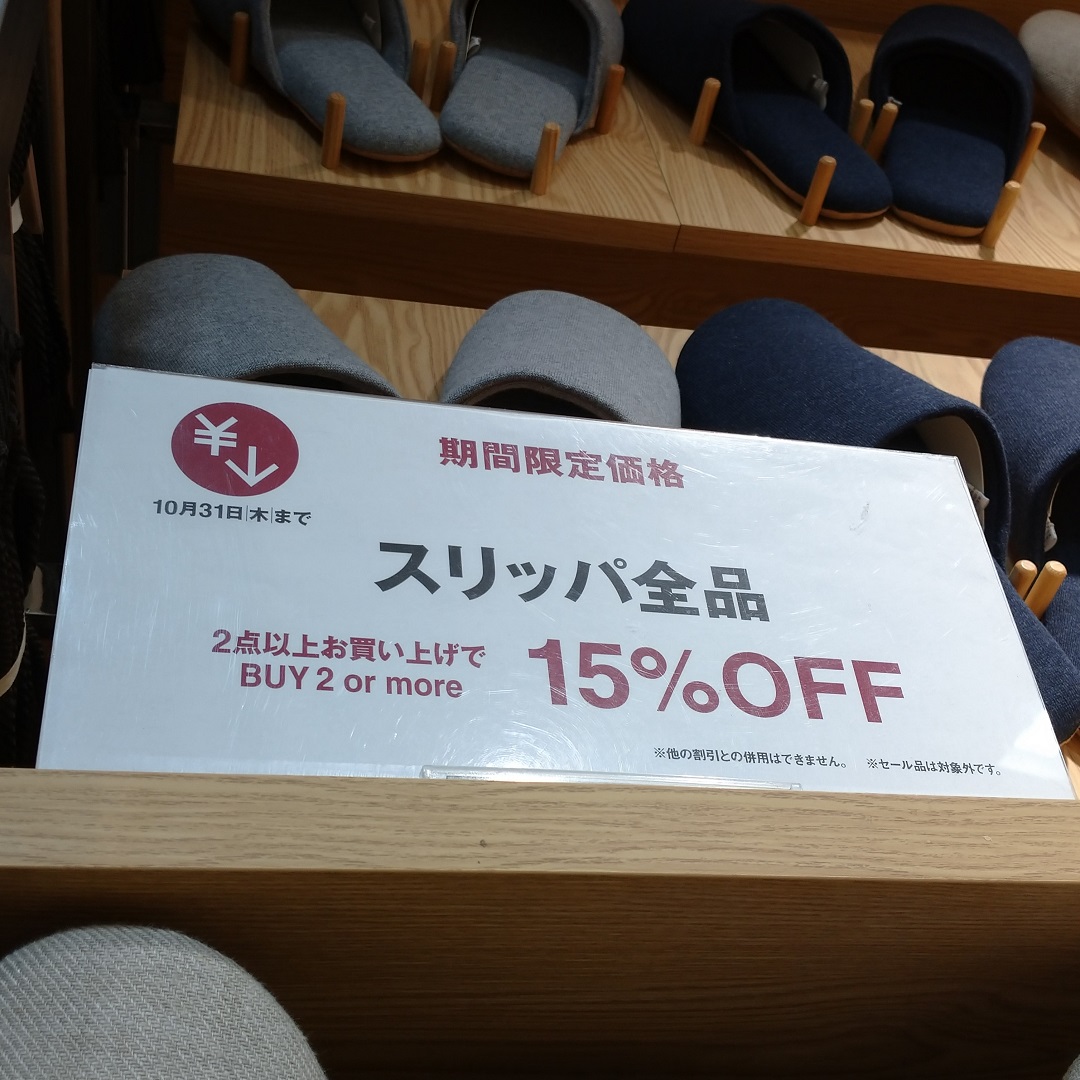 ¥↓
期間限定価格
10月31日|木|まで
スリッパ全品
2点以上お買い上げで
BUY 2 or more
15%OFF
※他の割引との併用はできません。 ※セール品は対象外です。